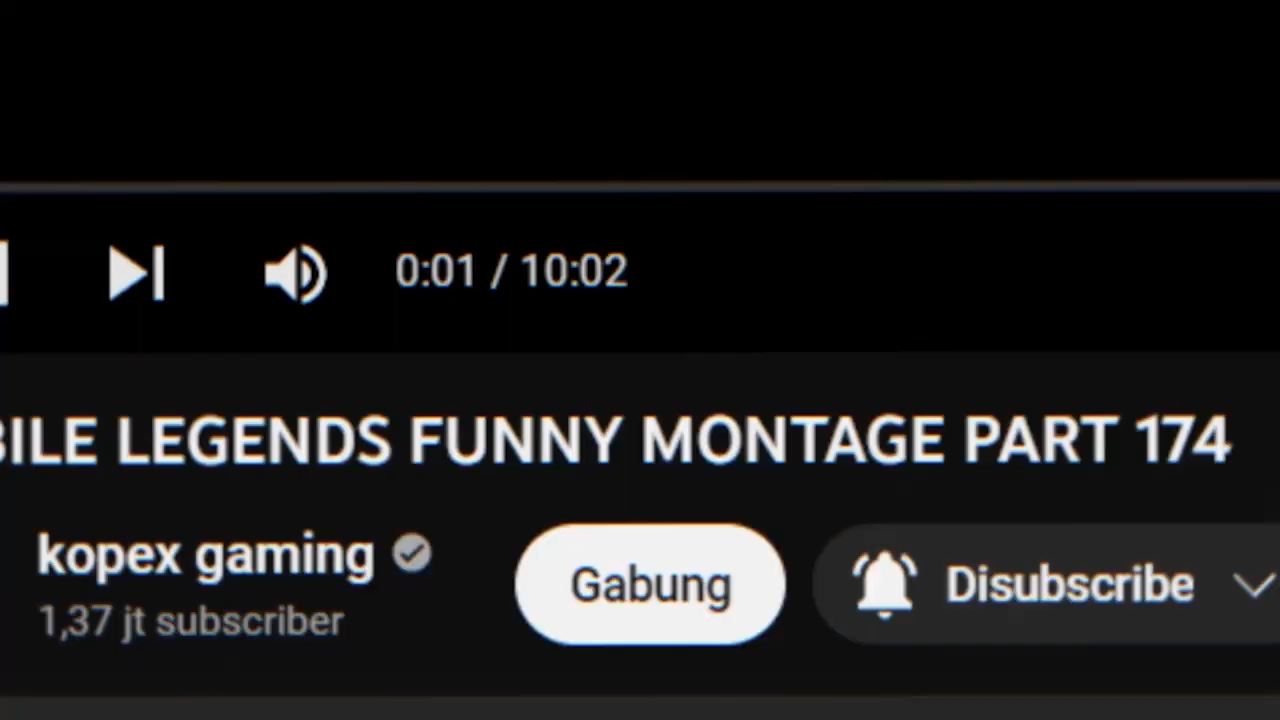 0:01 / 10:02
BILE LEGENDS FUNNY MONTAGE PART 174
kopex gaming
Gabung
Disubscribe
1,37 jt subscriber